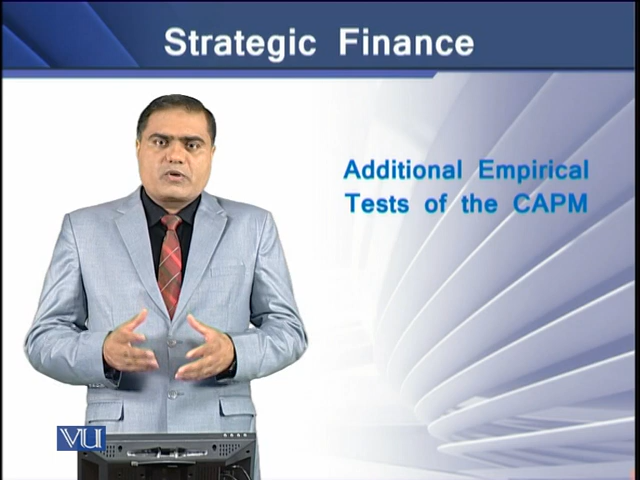 Strategic Finance
Additional Empirical
Tests of the CAPM
VU